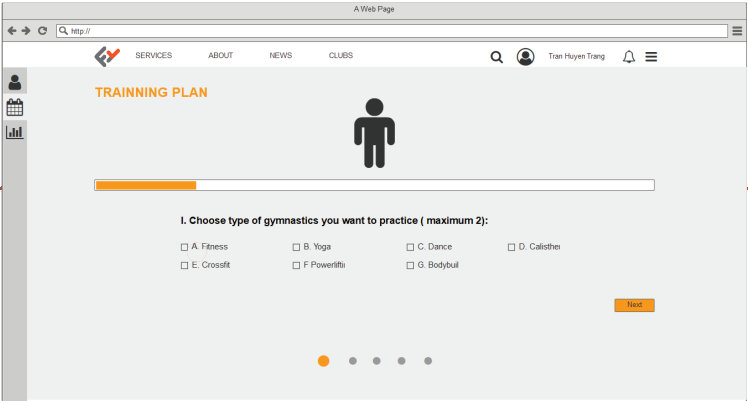 A Web Page
http://
SERVICES ABOUT NEWS CLUBS Tran Huyen Trang
TRAINNING PLAN
I. Choose type of gymnastics you want to practice ( maximum 2):
A. Fitness B. Yoga C. Dance D. Calisther
E. Crossfit F Powerliftin G. Bodybuil
Next